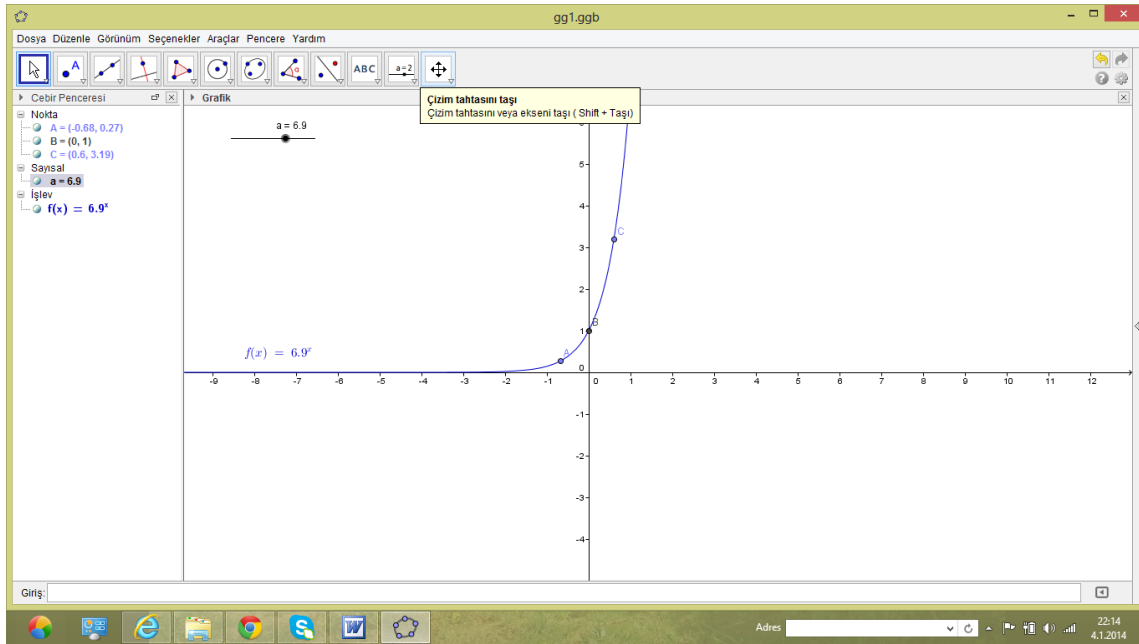 gg1.ggb
Dosya Düzenle Görünüm Seçenekler Araçlar Pencere Yardım
A ABC a=2
Cebir Penceresi
Grafik
Çizim tahtasını taşı
Çizim tahtasını veya ekseni taşı ( Shift + Taşı)
Nokta
A = (-0.68, 0.27)
B = (0, 1)
C = (0.6, 3.19)
Sayısal
a = 6.9
İşlev
f(x) = 6.9ˣ
a = 6.9
5
4
C
3
2
B
1
f(x) = 6.9ˣ
A
0
-9 -8 -7 -6 -5 -4 -3 -2 -1 0 1 2 3 4 5 6 7 8 9 10 11 12
-1
-2
-3
-4
Giriş:
Adres
22:14
4.1.2014